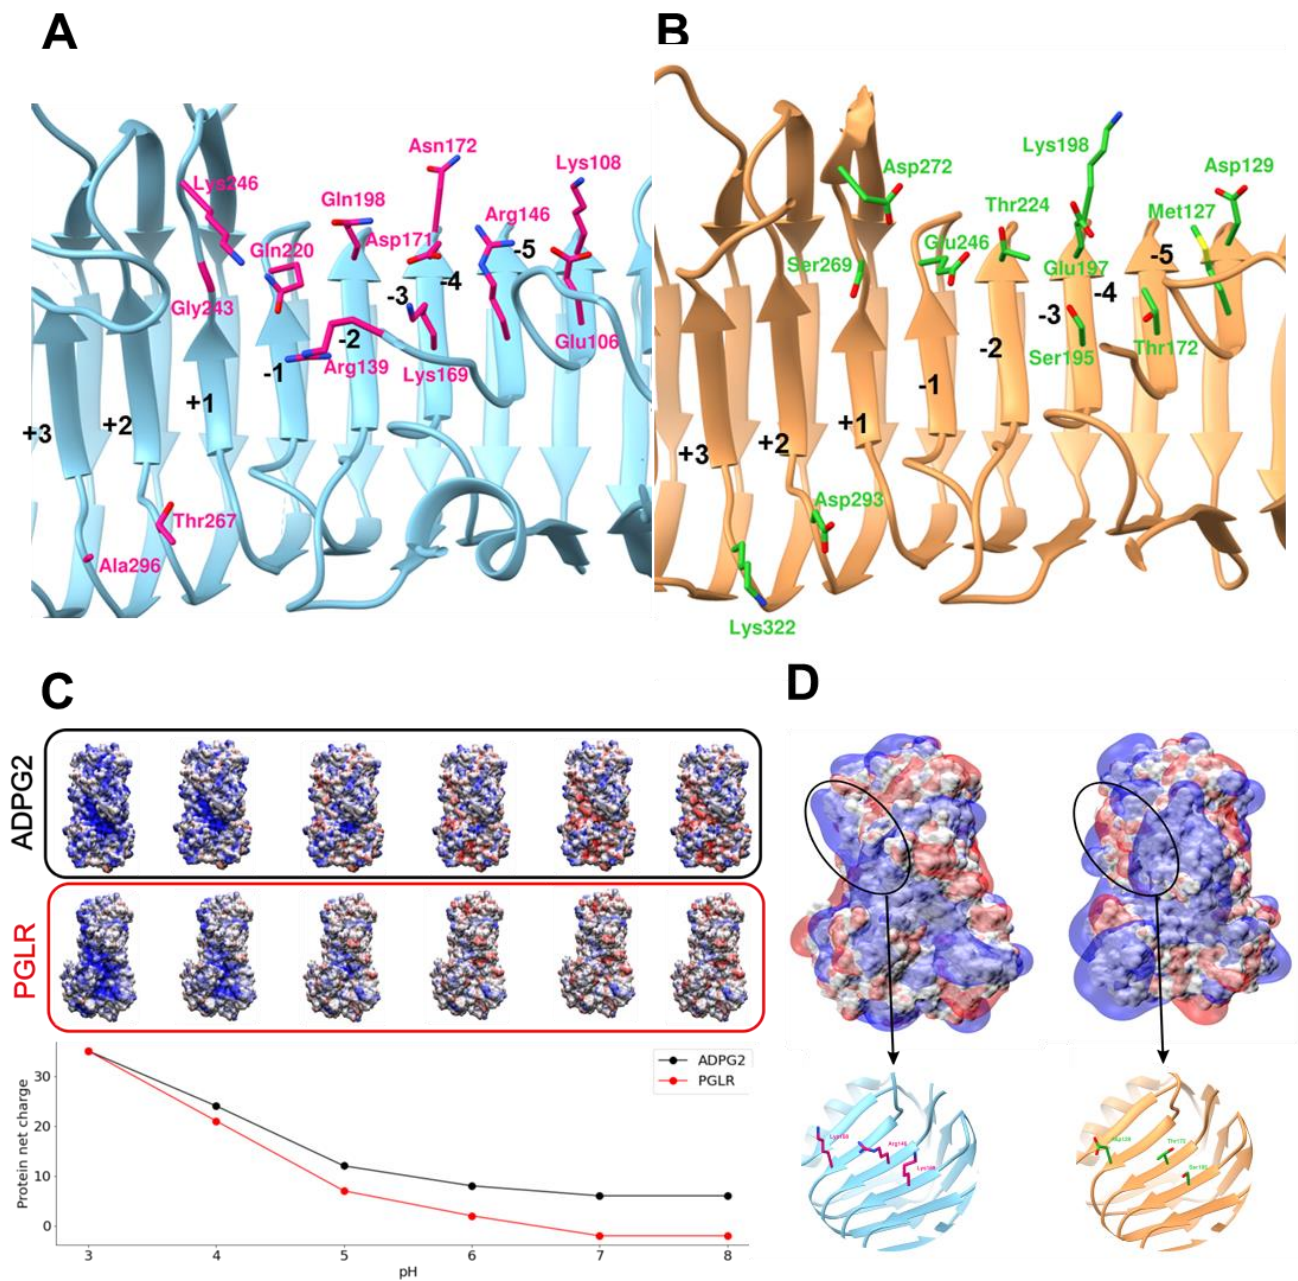 A
Asn172
Lys108
Lys246
Gln198
Arg146
Gln220
Asp171
-5
-4
-3
Gly243
-2
Glu106
-1
Arg139
Lys169
+1
+2
+3
Thr267
Ala296
B
Lys198
Asp272
Asp129
Thr224
Met127
Glu246
Ser269
Glu197
-5
-4
-3
Ser195
Thr172
-2
-1
+1
+2
+3
Asp293
Lys322
C
ADPG2
PGLR
ADPG2
PGLR
Protein net charge
30
20
10
0
3 4 5 6 7 8
pH
D
Arg146
Asp129
Thr172